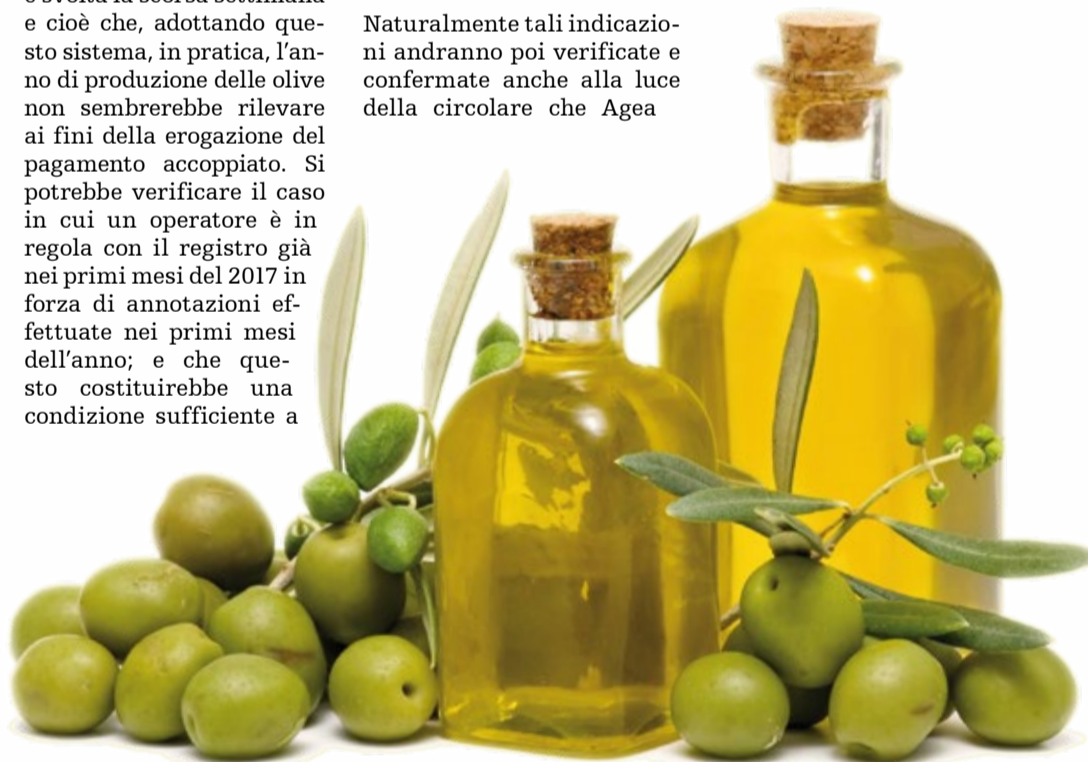 e cioè che, adottando que-
sto sistema, in pratica, l'an-
no di produzione delle olive
non sembrerebbe rilevare
ai fini della erogazione del
pagamento accoppiato. Si
potrebbe verificare il caso
in cui un operatore è in
regola con il registro già
nei primi mesi del 2017 in
forza di annotazioni ef-
fettuate nei primi mesi
dell'anno; e che que-
sto costituirebbe una
condizione sufficiente a
Naturalmente tali indicazio-
ni andranno poi verificate e
confermate anche alla luce
della circolare che Agea